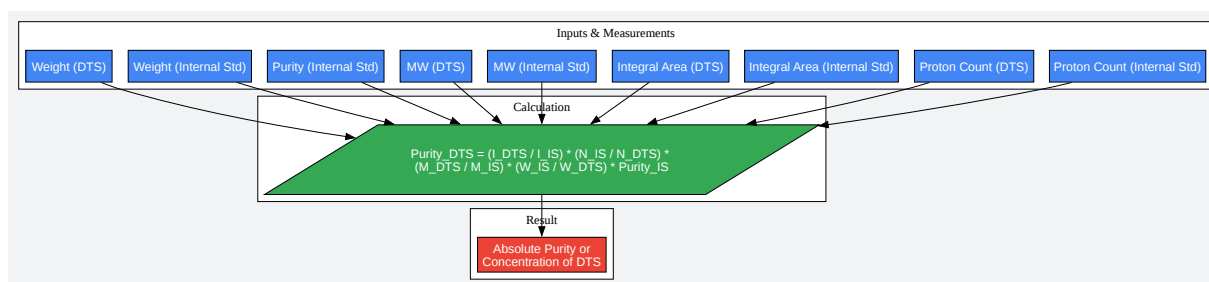 Inputs & Measurements
Weight (DTS)
Weight (Internal Std)
Purity (Internal Std)
MW (DTS)
MW (Internal Std)
Integral Area (DTS)
Integral Area (Internal Std)
Proton Count (DTS)
Proton Count (Internal Std)
Calculation
Purity_DTS = (I_DTS / I_IS) * (N_IS / N_DTS) *
(M_DTS / M_IS) * (W_IS / W_DTS) * Purity_IS
Result
Absolute Purity or
Concentration of DTS